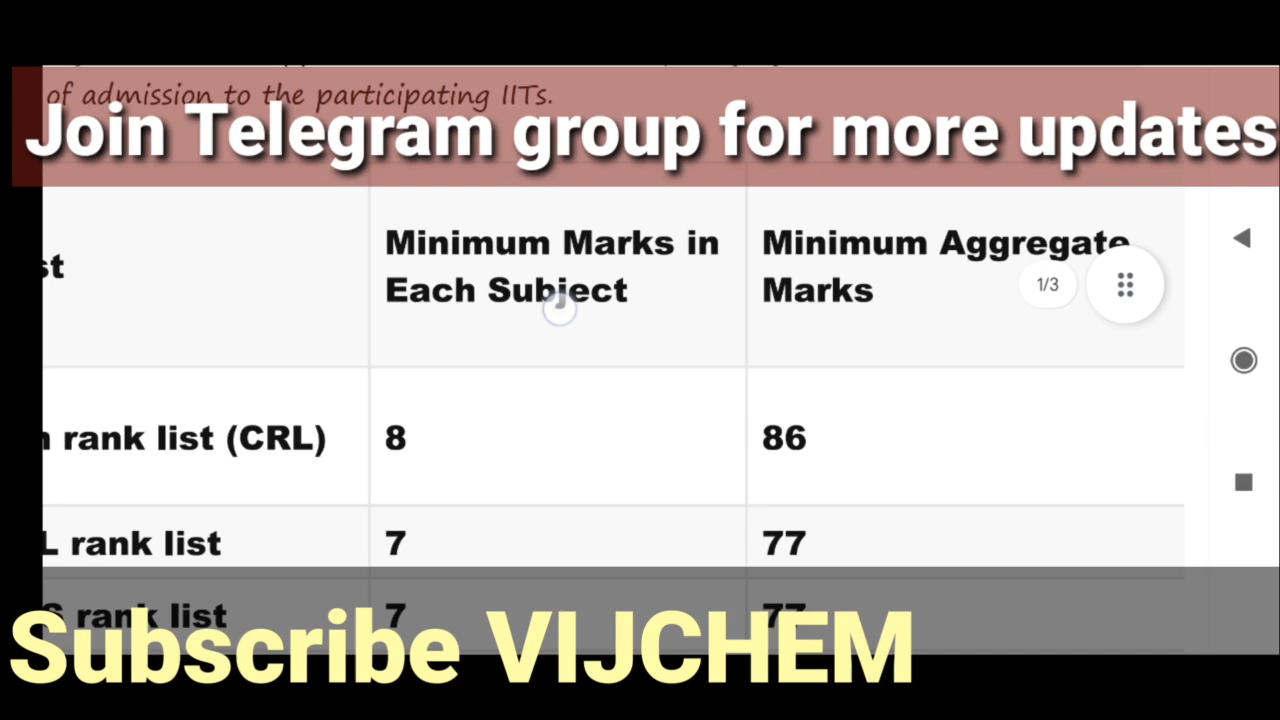 of admission to the participating IITs.
Join Telegram group for more updates
st
Minimum Marks in
Each Subject
Minimum Aggregate
Marks
1/3
rank list (CRL) 8 86
L rank list 7 77
S rank list 7 77
Subscribe VIJCHEM